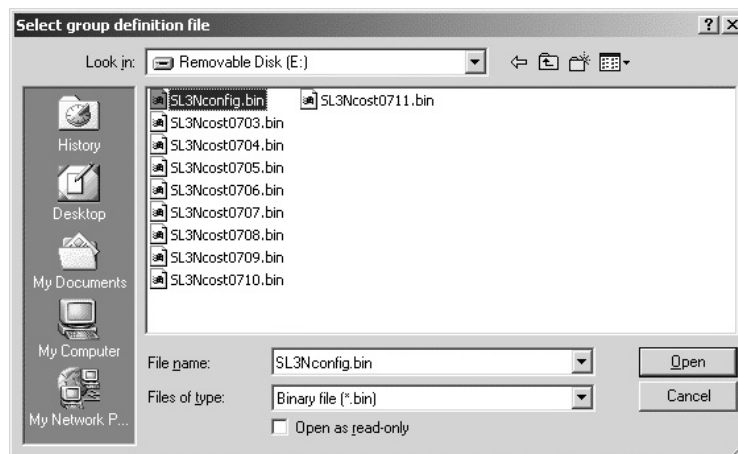 Select group definition file
Look in:
Removable Disk (E:)
History
Desktop
My Documents
My Computer
My Network P...
SL3Nconfig.bin
SL3Ncost0703.bin
SL3Ncost0704.bin
SL3Ncost0705.bin
SL3Ncost0706.bin
SL3Ncost0707.bin
SL3Ncost0708.bin
SL3Ncost0709.bin
SL3Ncost0710.bin
SL3Ncost0711.bin
File name:
SL3Nconfig.bin
Open
Files of type:
Binary file (*.bin)
Cancel
Open as read-only